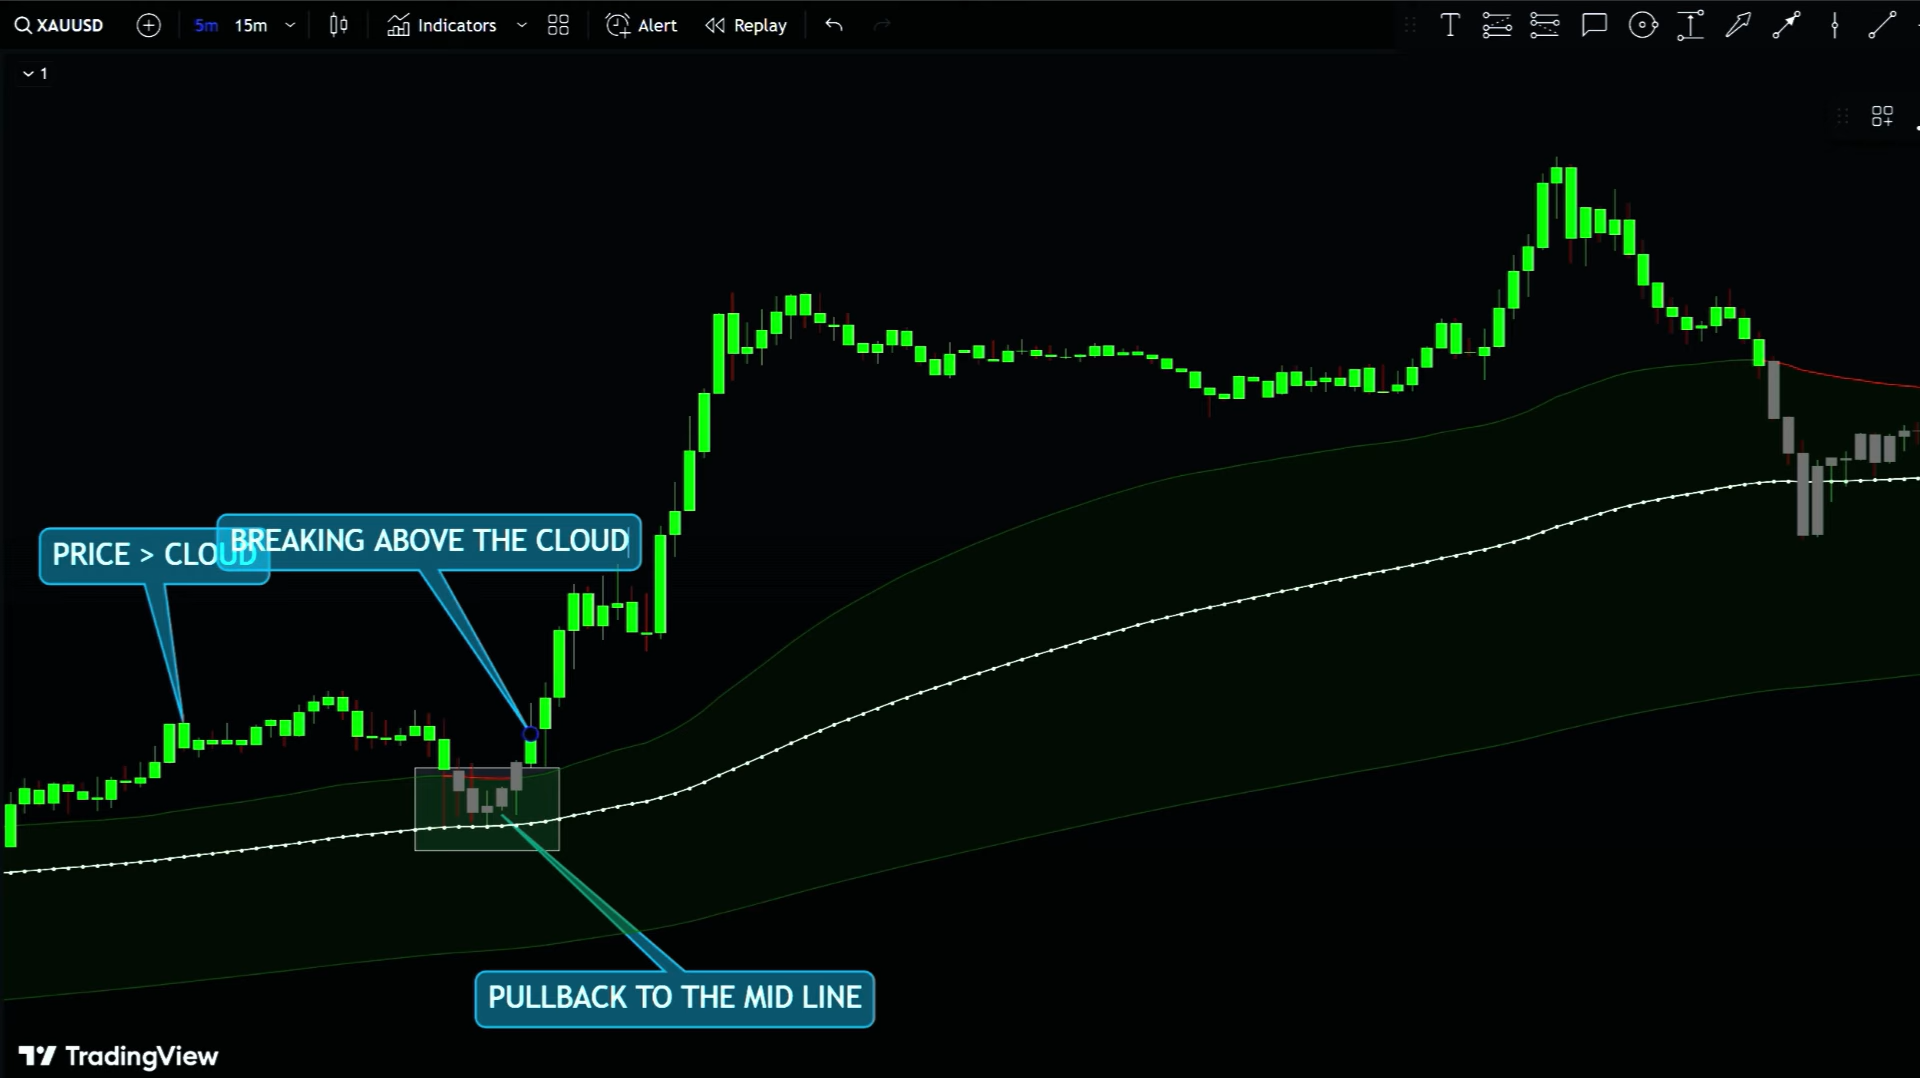 XAUUSD 5m 15m Indicators Alert Replay
1
PRICE > CLOUD
BREAKING ABOVE THE CLOUD
PULLBACK TO THE MID LINE
TradingView